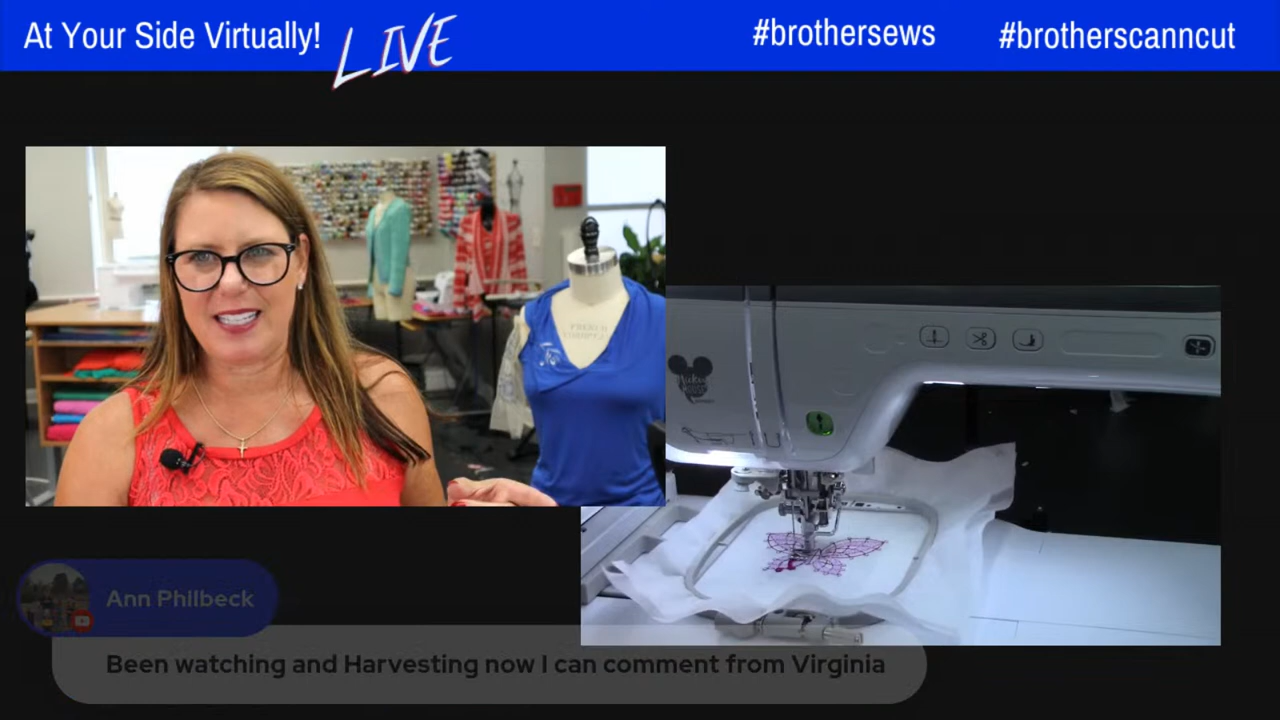 At Your Side Virtually!
LIVE
#brothersews
#brotherscanncut
Ann Philbeck
Been watching and Harvesting now I can comment from Virginia